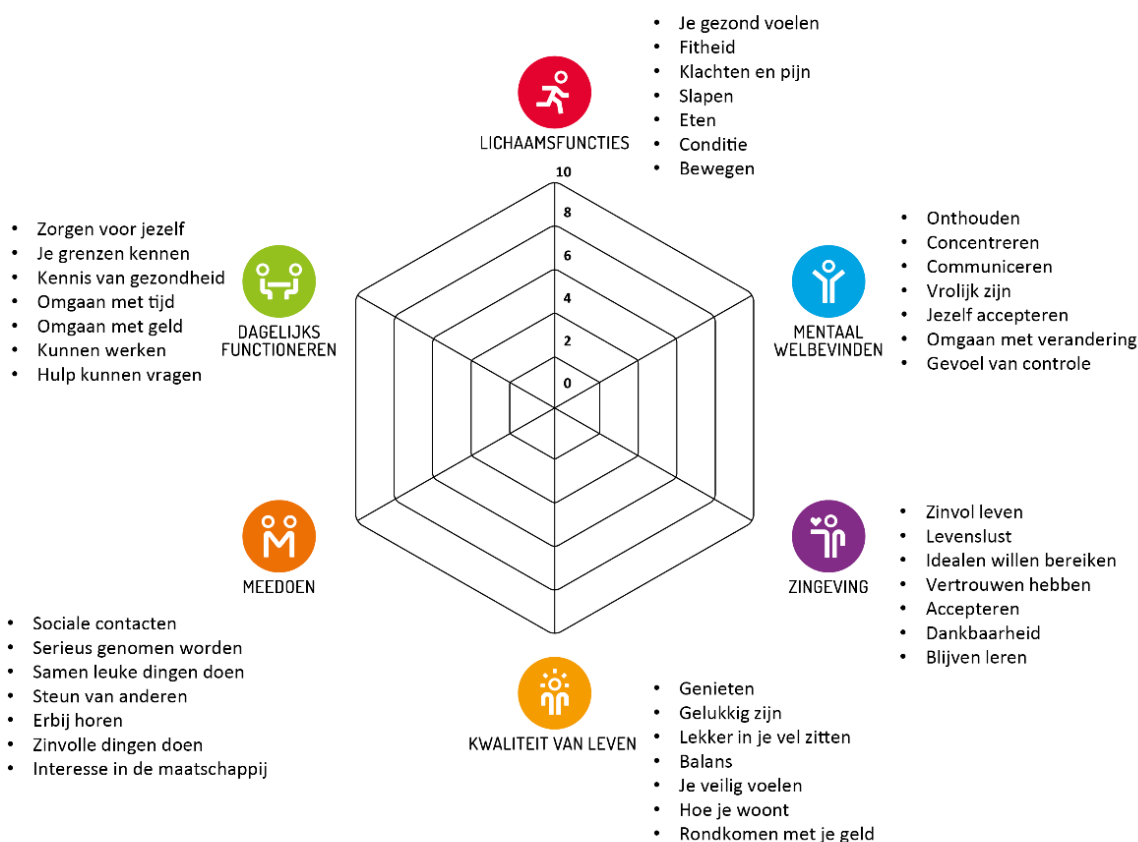 LICHAAMSFUNCTIES
• Je gezond voelen
• Fitheid
• Klachten en pijn
• Slapen
• Eten
• Conditie
• Bewegen
10
8
6
4
2
0
MENTAAL
WELBEVINDEN
• Onthouden
• Concentreren
• Communiceren
• Vrolijk zijn
• Jezelf accepteren
• Omgaan met verandering
• Gevoel van controle
ZINGEVING
• Zinvol leven
• Levenslust
• Idealen willen bereiken
• Vertrouwen hebben
• Accepteren
• Dankbaarheid
• Blijven leren
KWALITEIT VAN LEVEN
• Genieten
• Gelukkig zijn
• Lekker in je vel zitten
• Balans
• Je veilig voelen
• Hoe je woont
• Rondkomen met je geld
MEEDOEN
• Sociale contacten
• Serieus genomen worden
• Samen leuke dingen doen
• Steun van anderen
• Erbij horen
• Zinvolle dingen doen
• Interesse in de maatschappij
DAGELIJKS
FUNCTIONEREN
• Zorgen voor jezelf
• Je grenzen kennen
• Kennis van gezondheid
• Omgaan met tijd
• Omgaan met geld
• Kunnen werken
• Hulp kunnen vragen